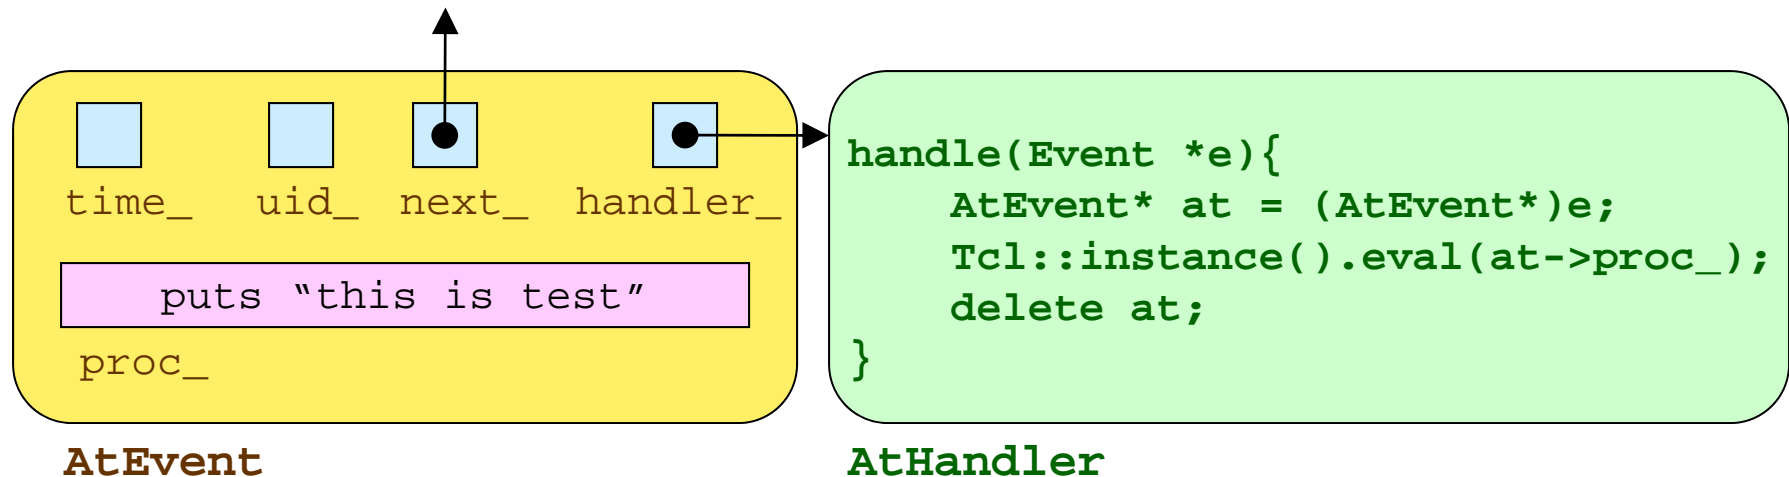 time_ uid_ next_ handler_
puts “this is test”
proc_
AtEvent
handle(Event *e){
    AtEvent* at = (AtEvent*)e;
    Tcl::instance().eval(at->proc_);
    delete at;
}
AtHandler